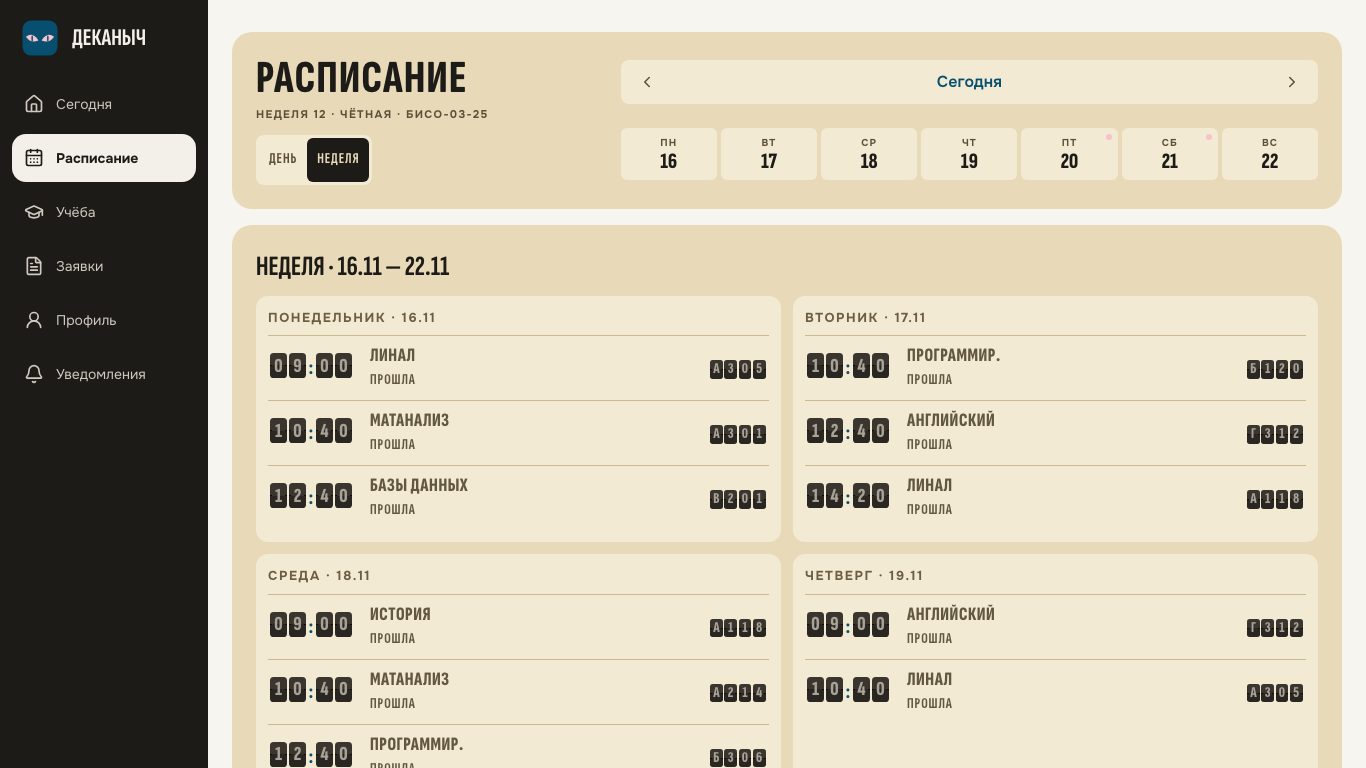 ДЕКАНЫЧ
Сегодня
Расписание
Учёба
Заявки
Профиль
Уведомления
РАСПИСАНИЕ
НЕДЕЛЯ 12 · ЧЁТНАЯ · БИСО-03-25
ДЕНЬ НЕДЕЛЯ
Сегодня
ПН ВТ СР ЧТ ПТ СБ ВС
16 17 18 19 20 21 22
НЕДЕЛЯ · 16.11 — 22.11
ПОНЕДЕЛЬНИК · 16.11
09:00 ЛИНАЛ А305
ПРОШЛА
10:40 МАТАНАЛИЗ А301
ПРОШЛА
12:40 БАЗЫ ДАННЫХ В201
ПРОШЛА
ВТОРНИК · 17.11
10:40 ПРОГРАММИР. Б120
ПРОШЛА
12:40 АНГЛИЙСКИЙ Г312
ПРОШЛА
14:20 ЛИНАЛ А118
ПРОШЛА
СРЕДА · 18.11
09:00 ИСТОРИЯ А118
ПРОШЛА
10:40 МАТАНАЛИЗ А214
ПРОШЛА
12:40 ПРОГРАММИР. Б306
ПРОШЛА
ЧЕТВЕРГ · 19.11
09:00 АНГЛИЙСКИЙ Г312
ПРОШЛА
10:40 ЛИНАЛ А305
ПРОШЛА